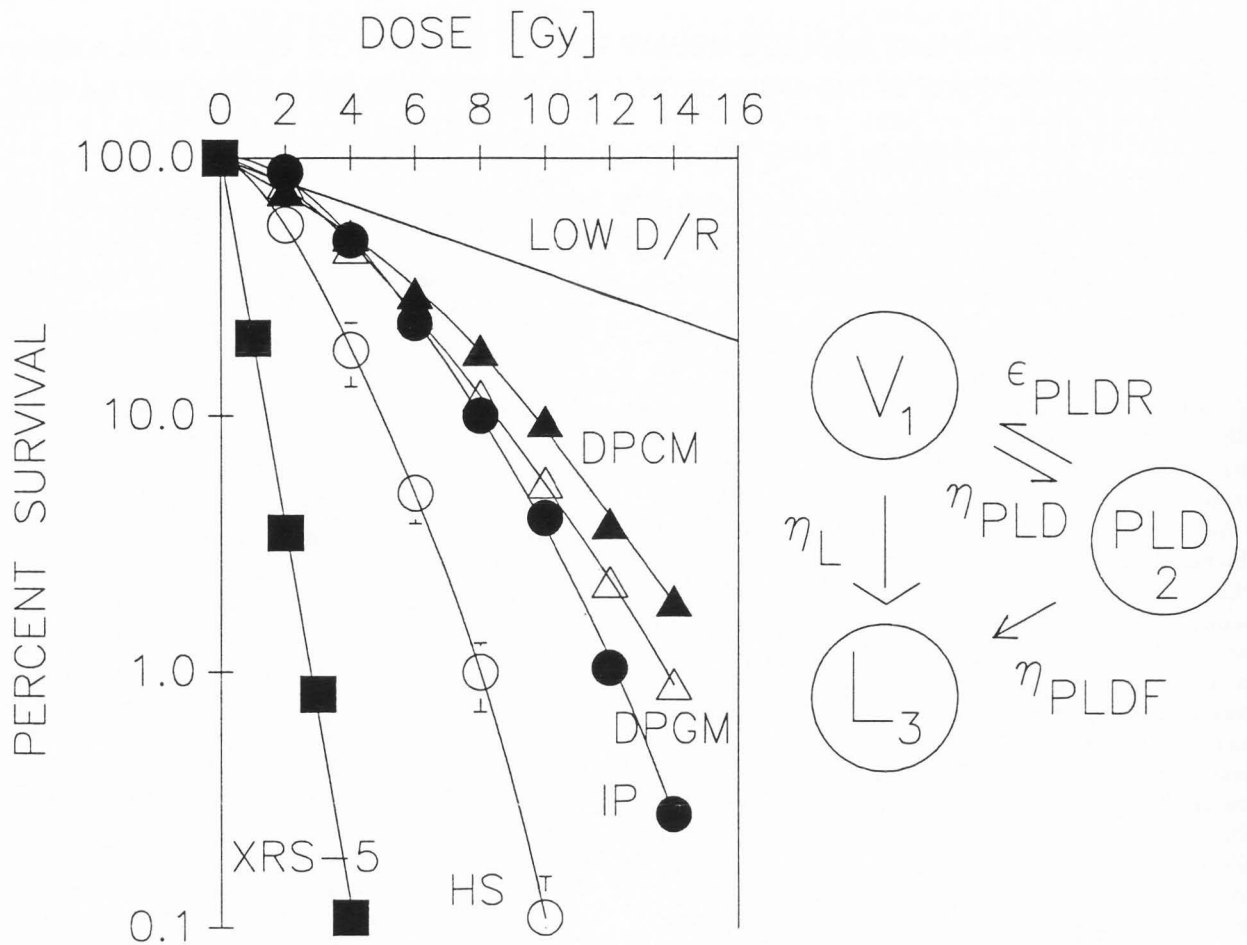 DOSE [Gy]
0 2 4 6 8 10 12 14 16
PERCENT SURVIVAL
100.0
10.0
1.0
0.1
LOW D/R
DPCM
DPGM
IP
HS
XRS-5
V₁
ϵPLDR
ηPLD
PLD
2
ηL
L₃
ηPLDF